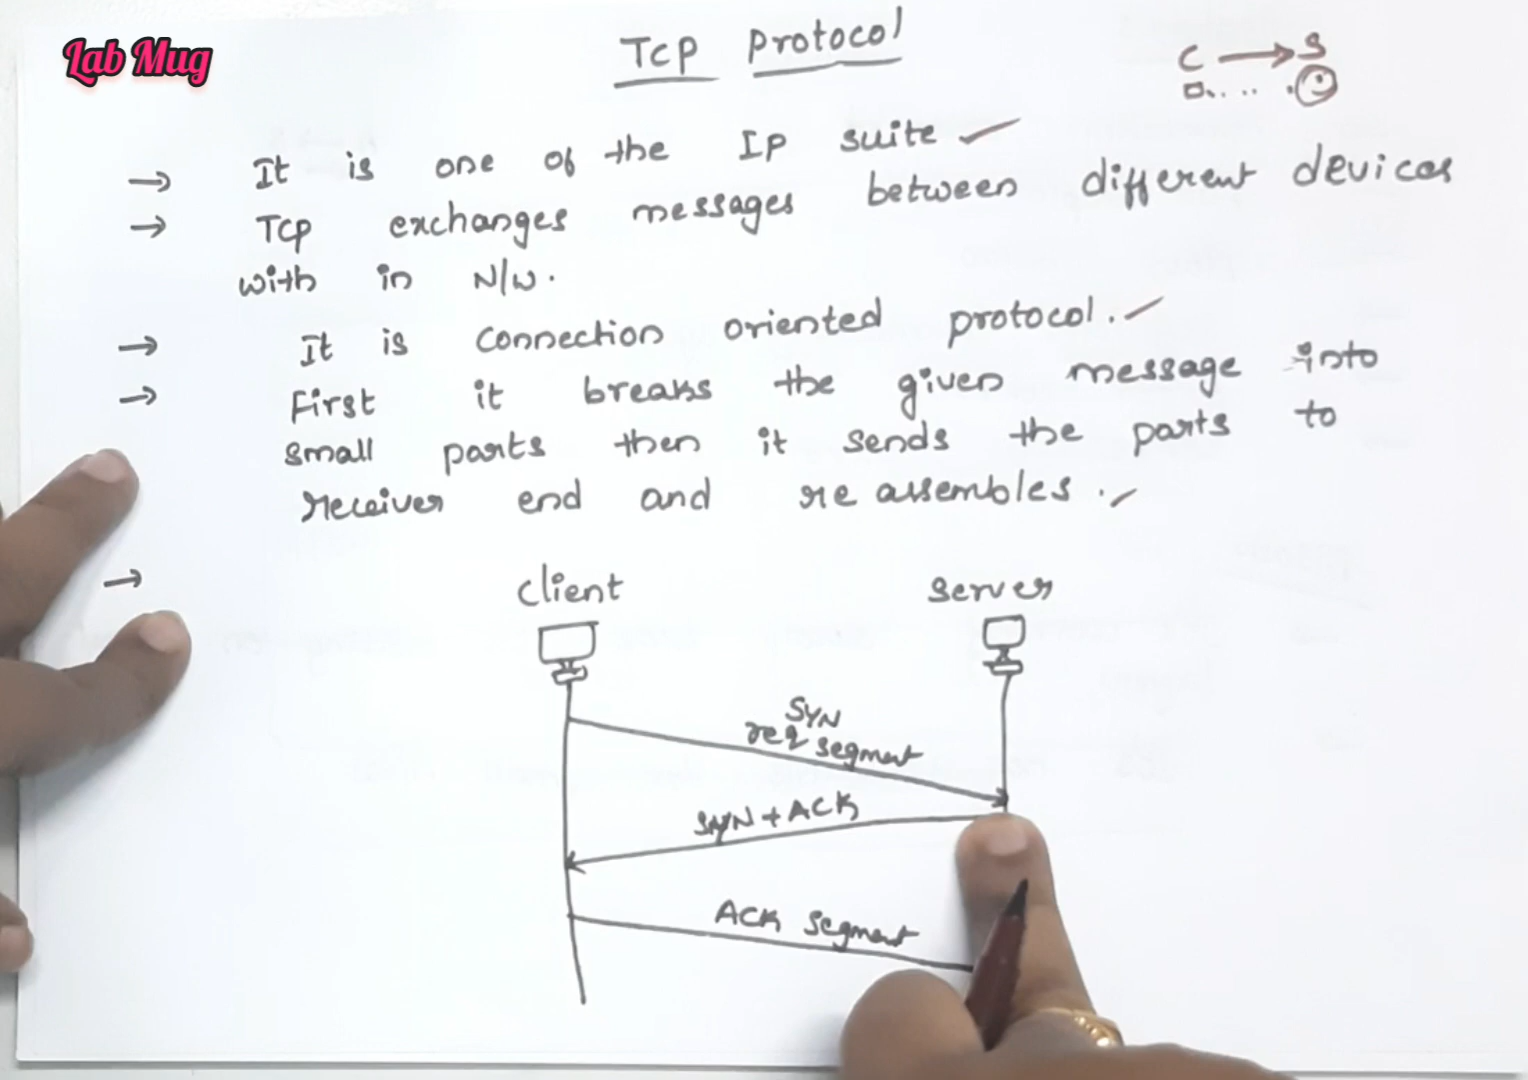 Lab Mug
TCP Protocol
C → S
→ It is one of the IP suite
→ TCP exchanges messages between different devices
with in N/W.
→ It is connection oriented protocol.
→ First it breaks the given message into
small parts then it sends the parts to
receiver end and re assembles.
→
Client Server
SYN
req segment
SYN + ACK
ACK segment